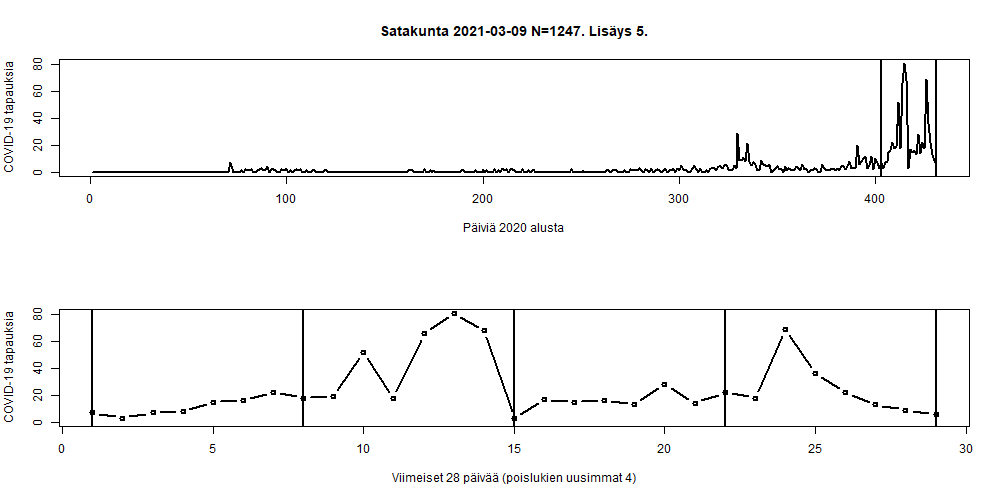 Satakunta 2021-03-09 N=1247. Lisäys 5.
COVID-19 tapauksia
80
60
40
20
0
0 100 200 300 400
Päiviä 2020 alusta
COVID-19 tapauksia
80
60
40
20
0
0 5 10 15 20 25 30
Viimeiset 28 päivää (poislukien uusimmat 4)